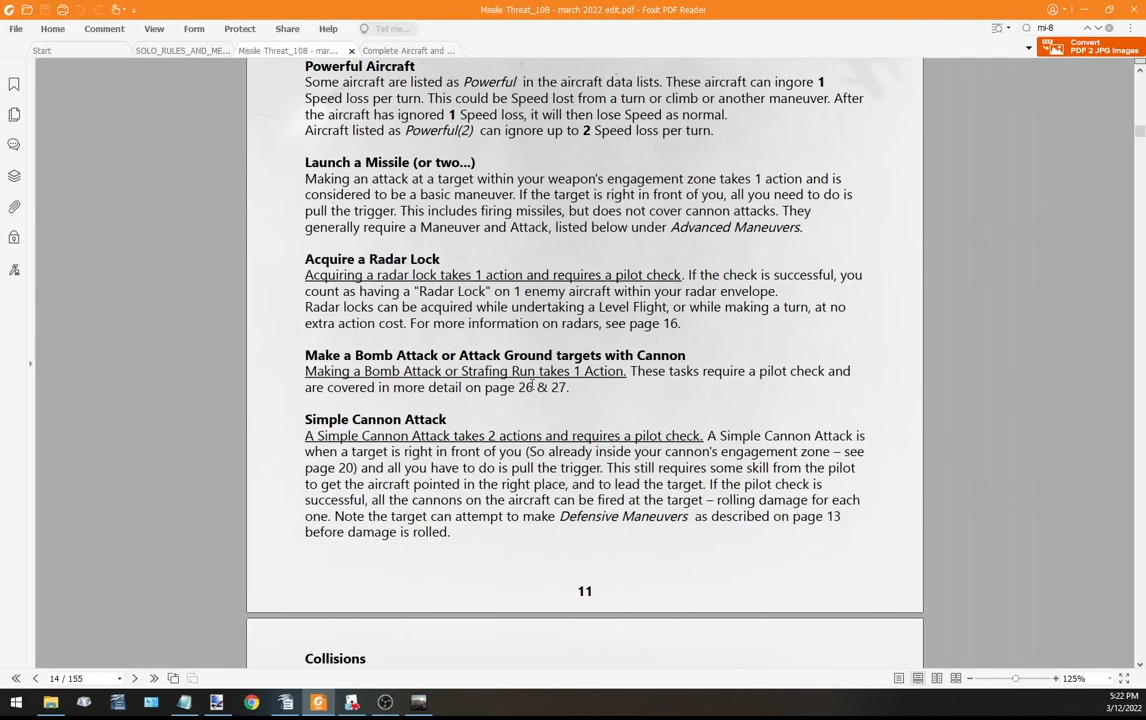 Missile Threat_108 - march 2022 edit.pdf - Foxit PDF Reader
File Home Comment View Form Protect Share Help Tell me... mi-8
Start SOLO_RULES_AND_ME... Missile Threat_108 - mar... Complete Aircraft and ... Convert
PDF 2 JPG Images
Powerful Aircraft
Some aircraft are listed as Powerful in the aircraft data lists. These aircraft can ingore 1
Speed loss per turn. This could be Speed lost from a turn or climb or another maneuver. After
the aircraft has ignored 1 Speed loss, it will then lose Speed as normal.
Aircraft listed as Powerful(2) can ignore up to 2 Speed loss per turn.
Launch a Missile (or two...)
Making an attack at a target within your weapon's engagement zone takes 1 action and is
considered to be a basic maneuver. If the target is right in front of you, all you need to do is
pull the trigger. This includes firing missiles, but does not cover cannon attacks. They
generally require a Maneuver and Attack, listed below under Advanced Maneuvers.
Acquire a Radar Lock
Acquiring a radar lock takes 1 action and requires a pilot check. If the check is successful, you
count as having a "Radar Lock" on 1 enemy aircraft within your radar envelope.
Radar locks can be acquired while undertaking a Level Flight, or while making a turn, at no
extra action cost. For more information on radars, see page 16.
Make a Bomb Attack or Attack Ground targets with Cannon
Making a Bomb Attack or Strafing Run takes 1 Action. These tasks require a pilot check and
are covered in more detail on page 26 & 27.
Simple Cannon Attack
A Simple Cannon Attack takes 2 actions and requires a pilot check. A Simple Cannon Attack is
when a target is right in front of you (So already inside your cannon's engagement zone – see
page 20) and all you have to do is pull the trigger. This still requires some skill from the pilot
to get the aircraft pointed in the right place, and to lead the target. If the pilot check is
successful, all the cannons on the aircraft can be fired at the target – rolling damage for each
one. Note the target can attempt to make Defensive Maneuvers as described on page 13
before damage is rolled.
11
Collisions
14 / 155 125%
5:22 PM
3/12/2022